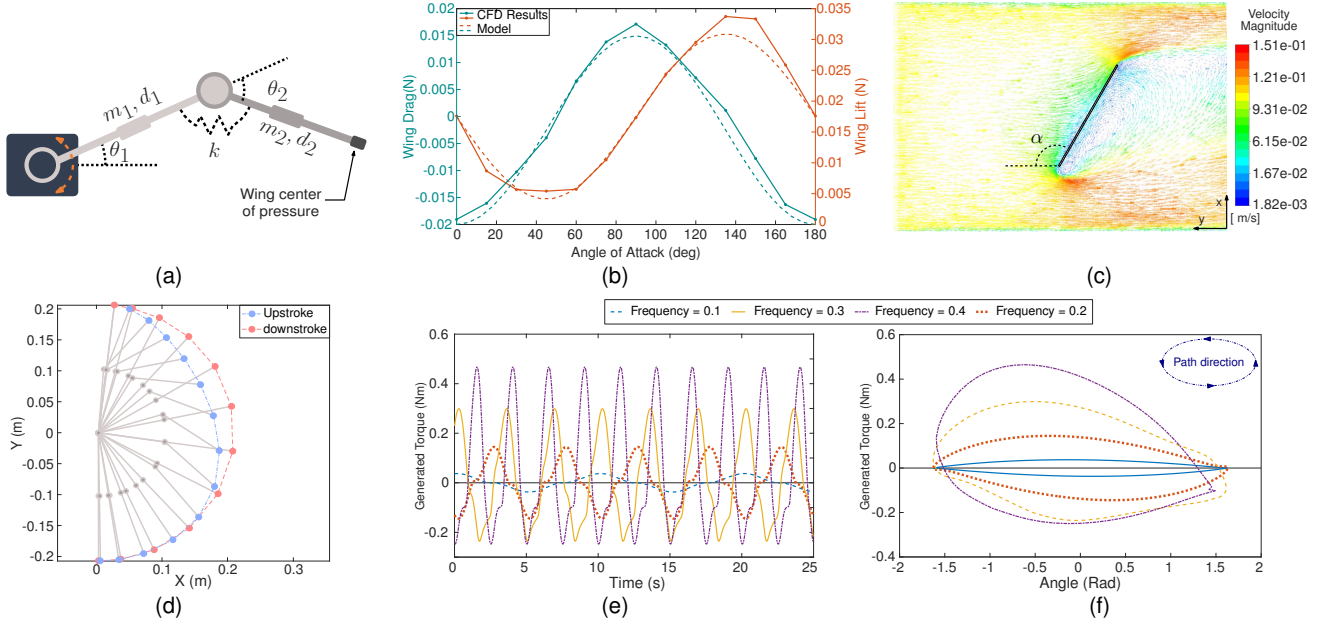 m₁, d₁
θ₂
θ₁
k
m₂, d₂
Wing center
of pressure
(a)
CFD Results
Model
Wing Drag(N)
0.02
0.015
0.01
0.005
0
-0.005
-0.01
-0.015
-0.02
0 20 40 60 80 100 120 140 160 180
Angle of Attack (deg)
0.035
0.03
0.025
0.02
0.015
0.01
0.005
0
Wing Lift (N)
(b)
α
Velocity
Magnitude
1.51e-01
1.21e-01
9.31e-02
6.15e-02
1.67e-02
1.82e-03
[ m/s]
x
y
(c)
Upstroke
downstroke
Y (m)
0.2
0.15
0.1
0.05
0
-0.05
-0.1
-0.15
-0.2
0 0.1 0.2 0.3
X (m)
(d)
Frequency = 0.1 Frequency = 0.3 Frequency = 0.4 Frequency = 0.2
Generated Torque (Nm)
0.6
0.4
0.2
0
-0.2
0 5 10 15 20 25
Time (s)
(e)
Path direction
Generated Torque (Nm)
0.6
0.4
0.2
0
-0.2
-0.4
-2 -1.5 -1 -0.5 0 0.5 1 1.5 2
Angle (Rad)
(f)